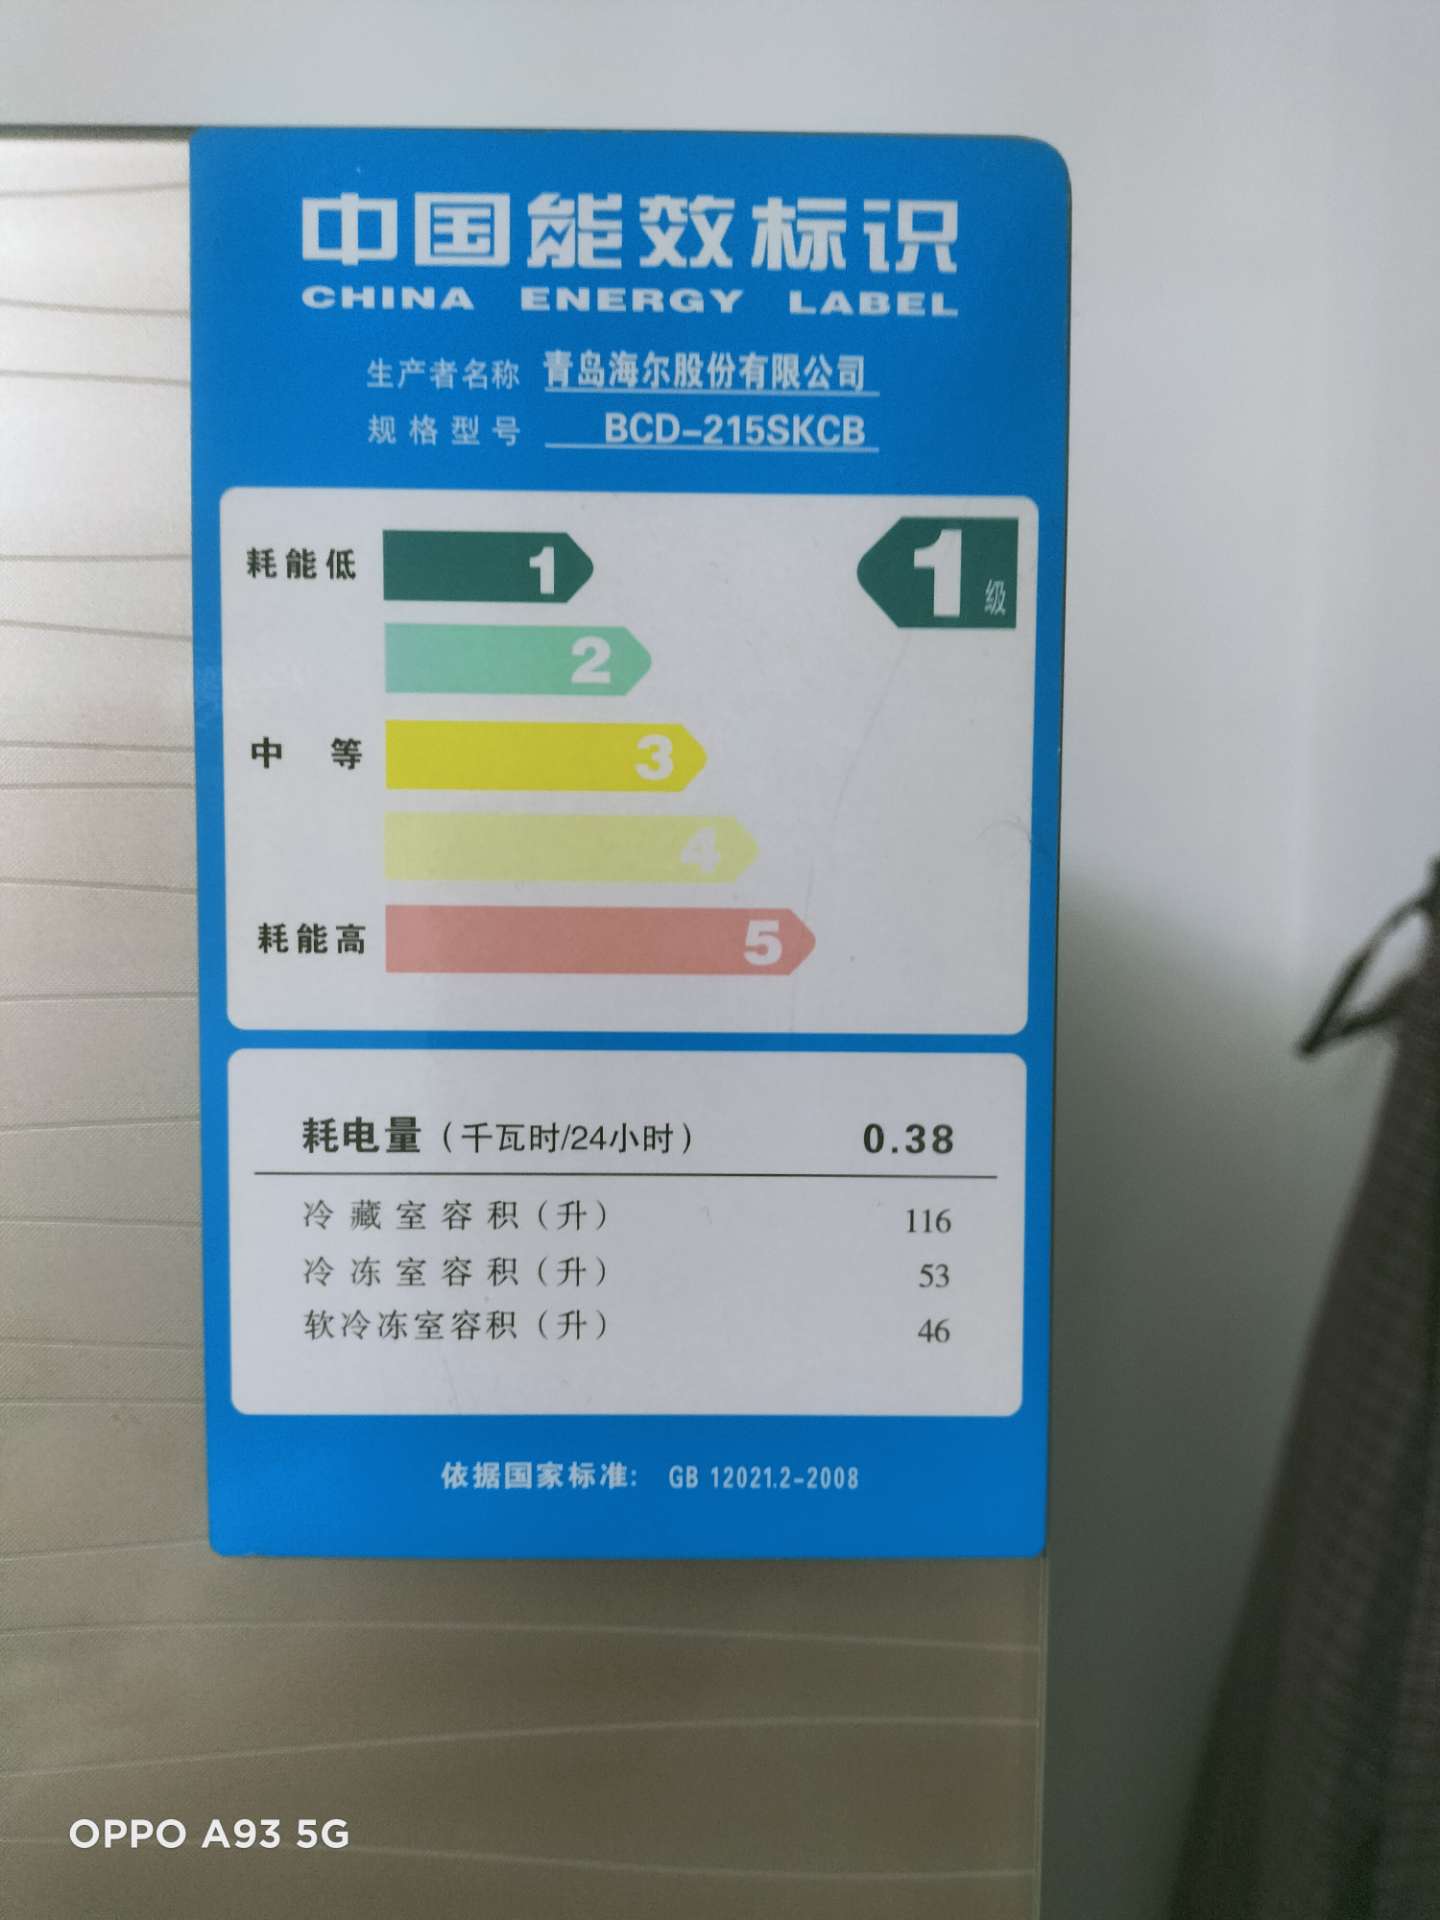 中国能效标识
CHINA ENERGY LABEL
生产者名称 青岛海尔股份有限公司
规格型号 BCD-215SKCB
耗能低 1 1级
2
中等 3
4
耗能高 5
耗电量（千瓦时/24小时） 0.38
冷藏室容积（升） 116
冷冻室容积（升） 53
软冷冻室容积（升） 46
依据国家标准: GB 12021.2-2008
OPPO A93 5G